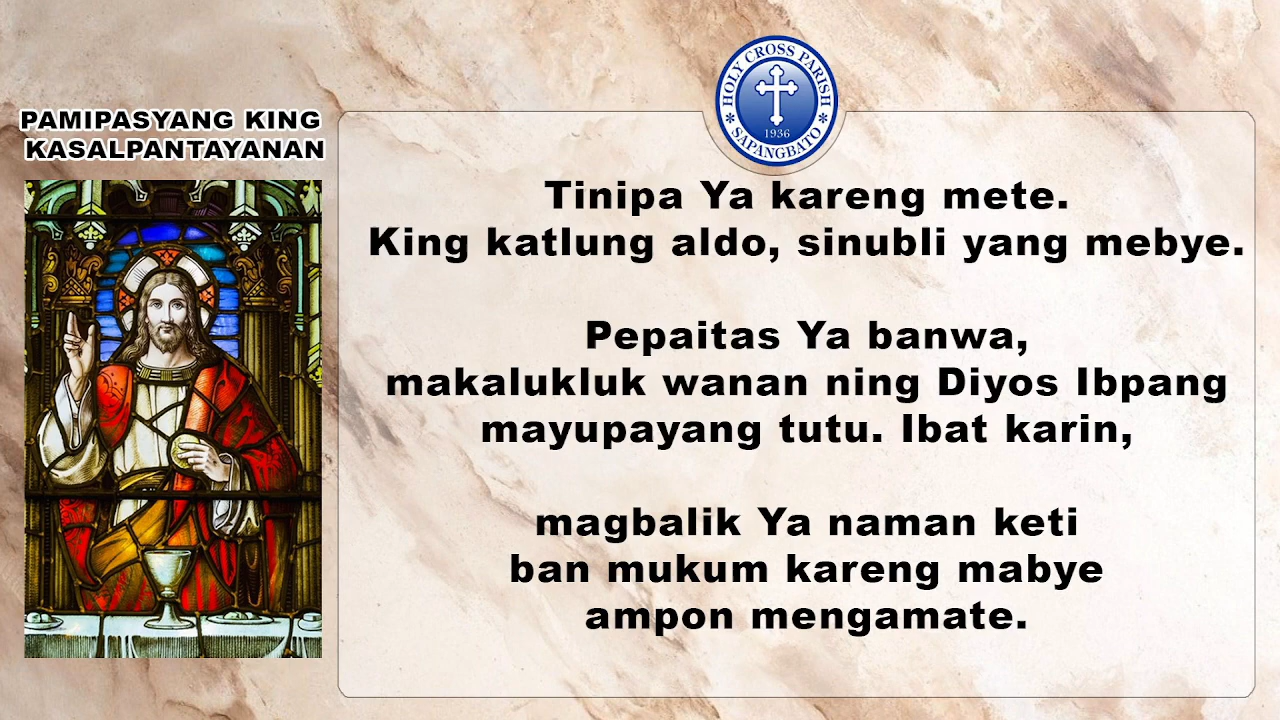 HOLY CROSS PARISH
1936
SAPANGBATO
PAMIPASYANG KING
KASALPANTAYANAN
Tinipa Ya kareng mete.
King katlung aldo, sinubli yang mebye.
Pepaitas Ya banwa,
makalukluk wanan ning Diyos Ibpang
mayupayang tutu. Ibat karin,
magbalik Ya naman keti
ban mukum kareng mabye
ampon mengamate.